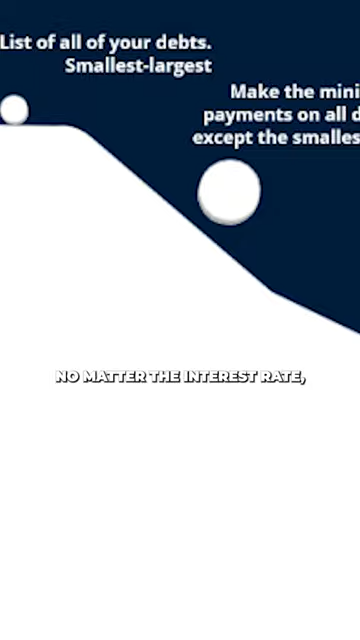 List of all of your debts.
Smallest-largest
Make the mini
payments on all d
except the smalles
NO MATTER THE INTEREST RATE,